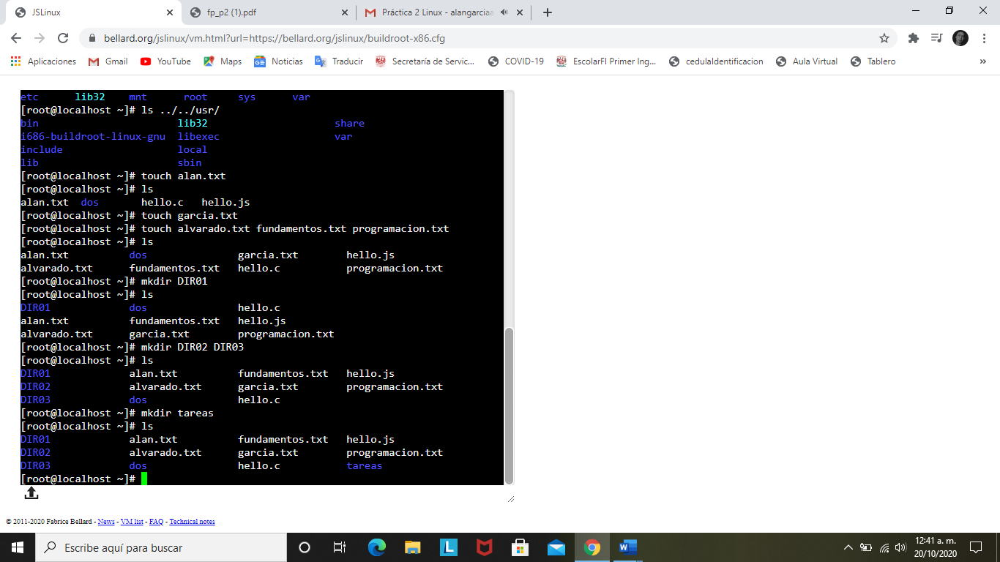 JSLinux
fp_p2 (1).pdf
Práctica 2 Linux - alangarciaa
bellard.org/jslinux/vm.html?url=https://bellard.org/jslinux/buildroot-x86.cfg
Aplicaciones Gmail YouTube Maps Noticias Traducir Secretaría de Servic... COVID-19 EscolarFI Primer Ing... cedulaIdentificacion Aula Virtual Tablero »
etc lib32 mnt root sys var
[root@localhost ~]# ls ../../usr/
bin lib32 share
i686-buildroot-linux-gnu libexec var
include local
lib sbin
[root@localhost ~]# touch alan.txt
[root@localhost ~]# ls
alan.txt dos hello.c hello.js
[root@localhost ~]# touch garcia.txt
[root@localhost ~]# touch alvarado.txt fundamentos.txt programacion.txt
[root@localhost ~]# ls
alan.txt dos garcia.txt hello.js
alvarado.txt fundamentos.txt hello.c programacion.txt
[root@localhost ~]# mkdir DIR01
[root@localhost ~]# ls
DIR01 dos hello.c
alan.txt fundamentos.txt hello.js
alvarado.txt garcia.txt programacion.txt
[root@localhost ~]# mkdir DIR02 DIR03
[root@localhost ~]# ls
DIR01 alan.txt fundamentos.txt hello.js
DIR02 alvarado.txt garcia.txt programacion.txt
DIR03 dos hello.c
[root@localhost ~]# mkdir tareas
[root@localhost ~]# ls
DIR01 alan.txt fundamentos.txt hello.js
DIR02 alvarado.txt garcia.txt programacion.txt
DIR03 dos hello.c tareas
[root@localhost ~]#
© 2011-2020 Fabrice Bellard - News - VM list - FAQ - Technical notes
Escribe aquí para buscar
12:41 a. m.
20/10/2020